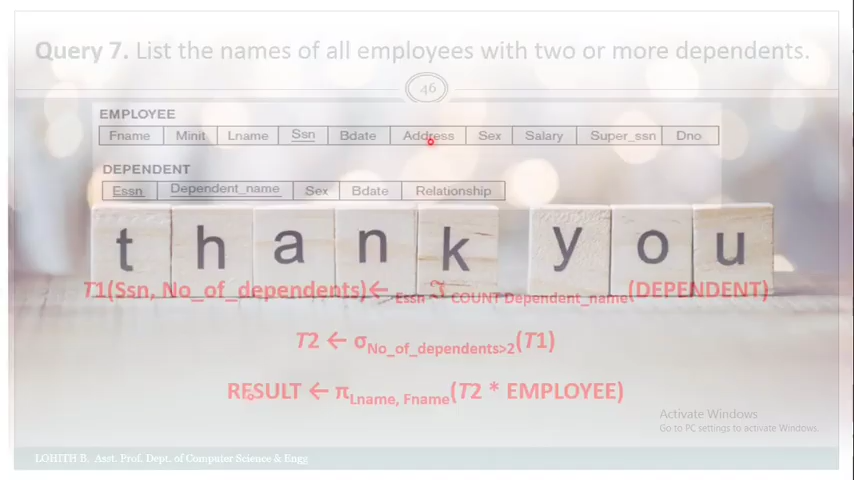 Query 7. List the names of all employees with two or more dependents.
46
EMPLOYEE
Fname Minit Lname Ssn Bdate Address Sex Salary Super_ssn Dno
DEPENDENT
Essn Dependent_name Sex Bdate Relationship
thank you
T1(Ssn, No_of_dependents)← Essn ℑ COUNT Dependent_name(DEPENDENT)
T2 ← σNo_of_dependents>2(T1)
RESULT ← πLname, Fname(T2 * EMPLOYEE)
Activate Windows
Go to PC settings to activate Windows.
LOHITH B. Asst. Prof. Dept. of Computer Science & Engg